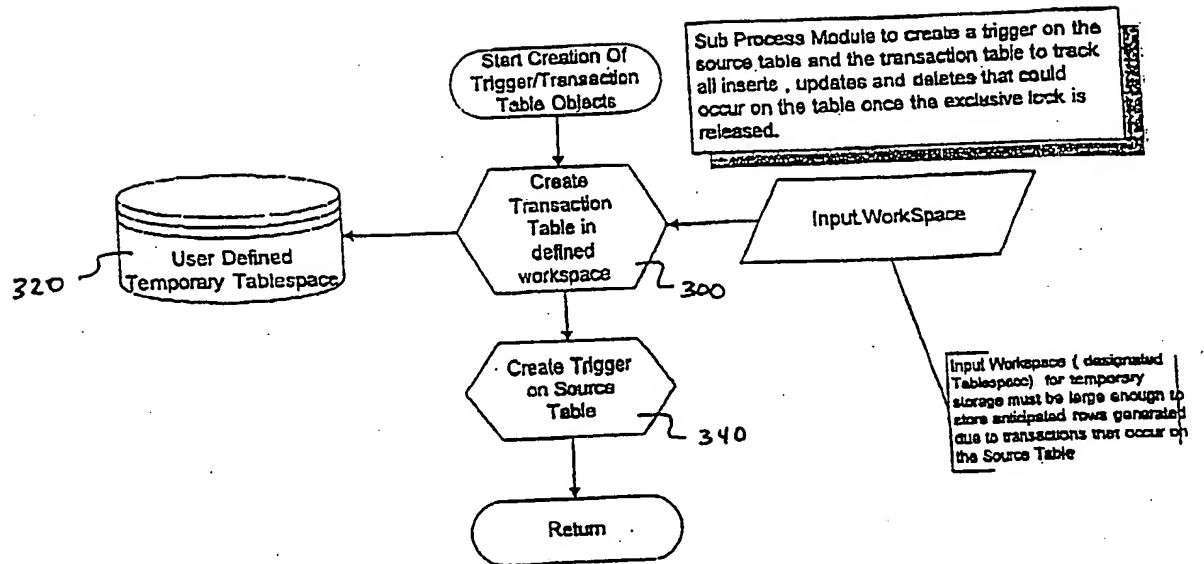 Start Creation Of
Trigger/Transaction
Table Objects
Sub Process Module to create a trigger on the
source table and the transaction table to track
all inserts , updates and deletes that could
occur on the table once the exclusive lock is
released.
Create
Transaction
Table in
defined
workspace
Input.WorkSpace
User Defined
Temporary Tablespace
320
300
Create Trigger
on Source
Table
340
Input Workspace ( designated
Tablespace) for temporary
storage must be large enough to
store anticipated rows generated
due to transactions that occur on
the Source Table
Return